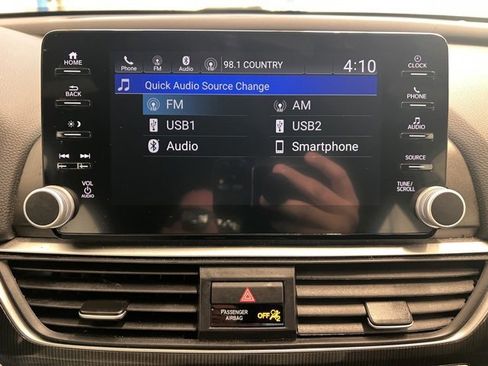 HOME
BACK
VOL
AUDIO
Phone FM Audio FM 98.1 COUNTRY 4:10
Quick Audio Source Change
FM AM
USB1 USB2
Audio Smartphone
CLOCK
PHONE
AUDIO
SOURCE
TUNE/
SCROLL
PASSENGER
AIRBAG
OFF